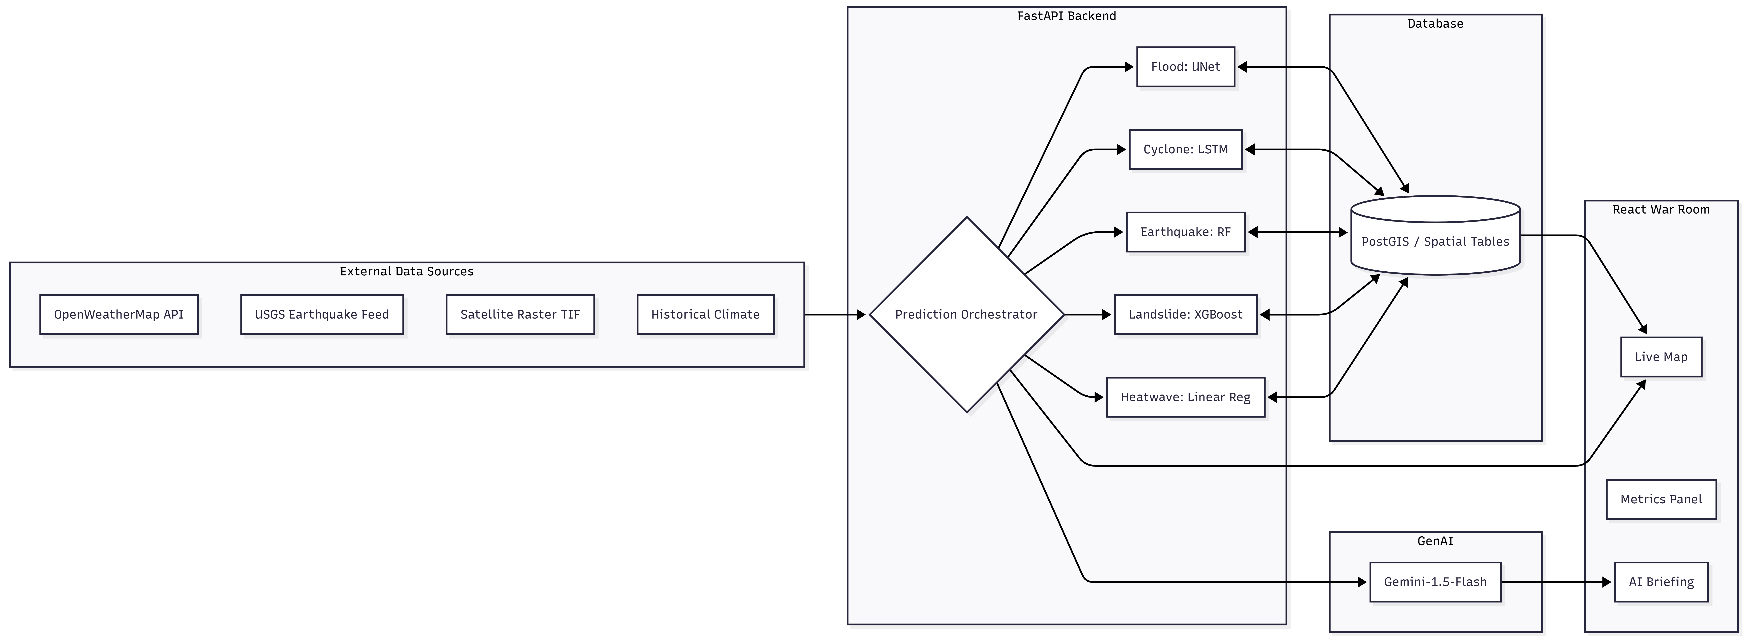 External Data Sources
OpenWeatherMap API
USGS Earthquake Feed
Satellite Raster TIF
Historical Climate
FastAPI Backend
Prediction Orchestrator
Flood: UNet
Cyclone: LSTM
Earthquake: RF
Landslide: XGBoost
Heatwave: Linear Reg
Database
PostGIS / Spatial Tables
GenAI
Gemini-1.5-Flash
React War Room
Live Map
Metrics Panel
AI Briefing